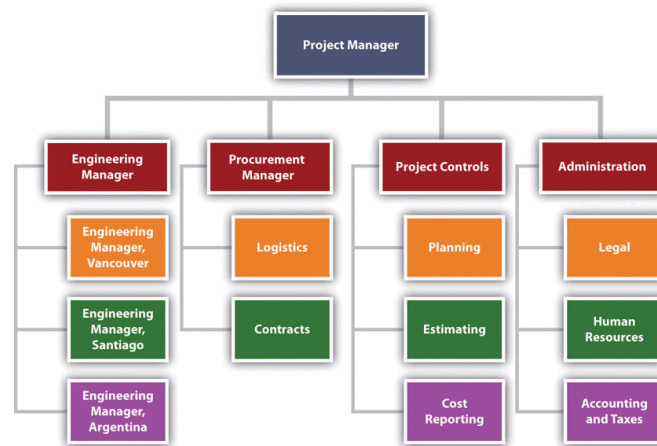 Project Manager
Engineering
Manager
Procurement
Manager
Project Controls
Administration
Engineering
Manager,
Vancouver
Logistics
Planning
Legal
Engineering
Manager,
Santiago
Contracts
Estimating
Human
Resources
Engineering
Manager,
Argentina
Cost
Reporting
Accounting
and Taxes